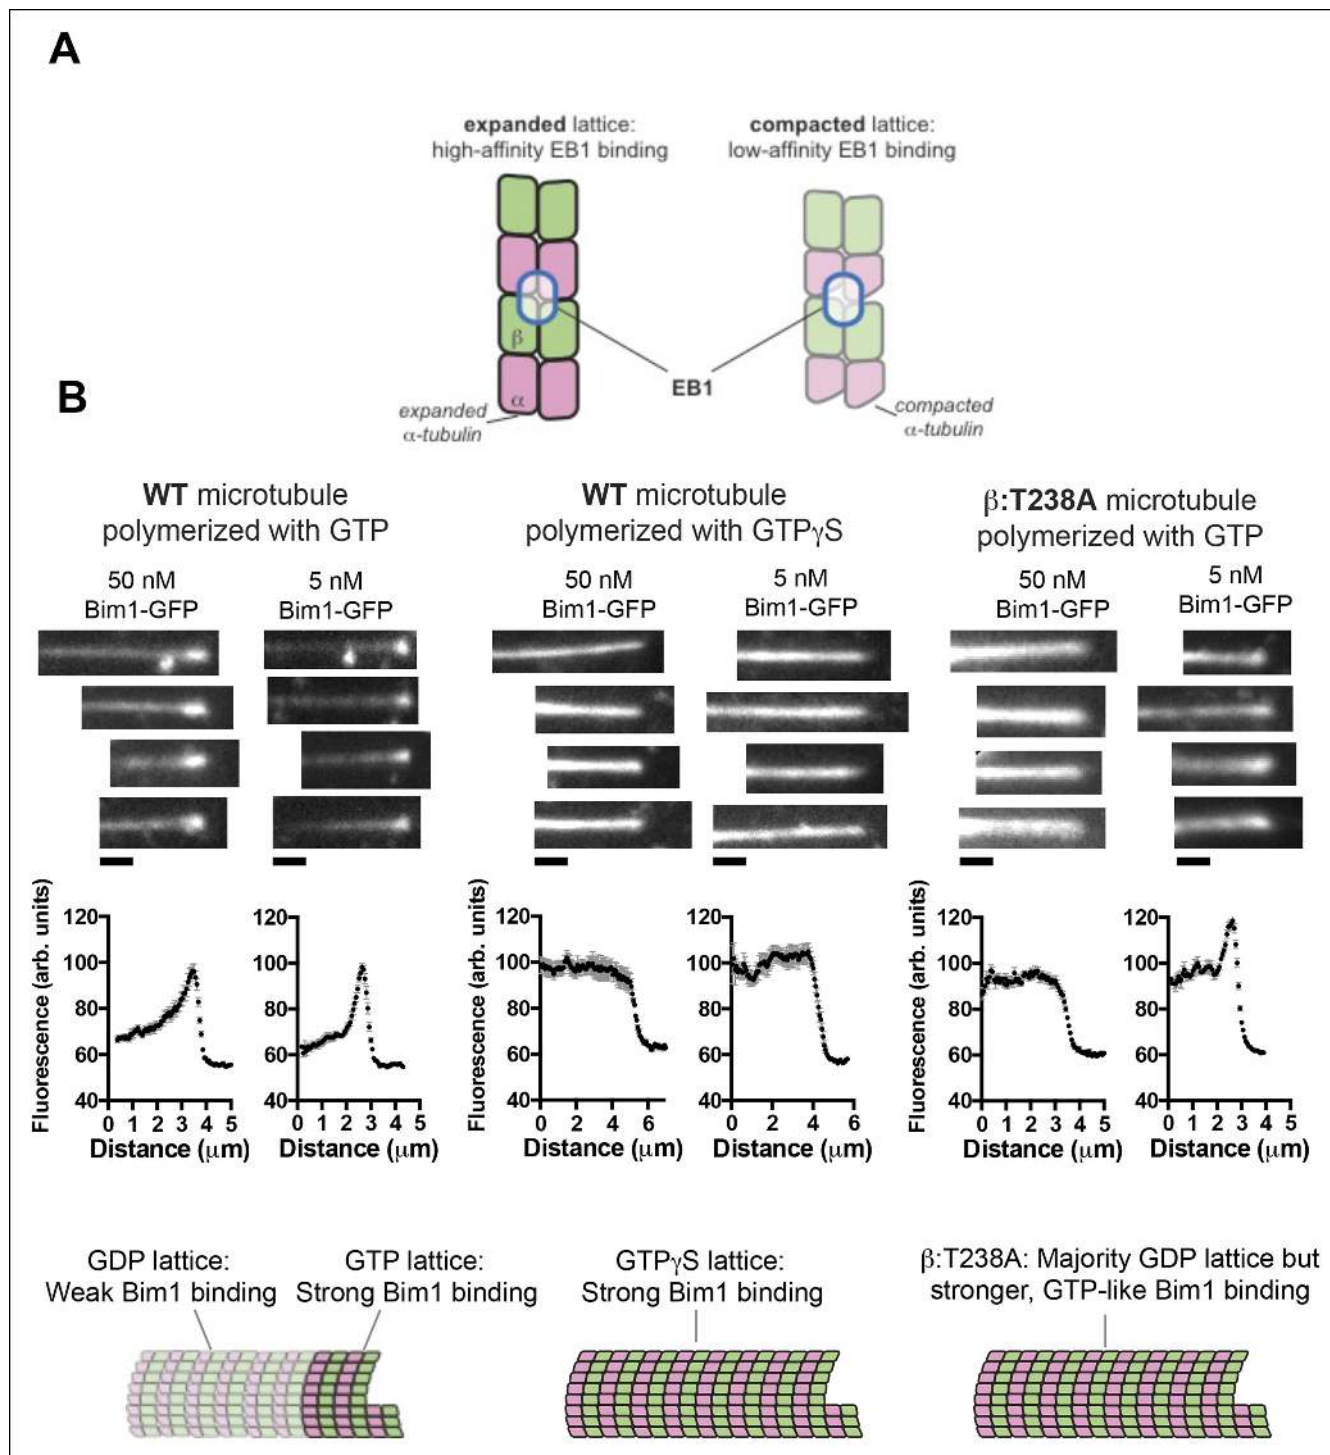 A
expanded lattice:
high-affinity EB1 binding
compacted lattice:
low-affinity EB1 binding
β
α
EB1
expanded
α-tubulin
compacted
α-tubulin
B
WT microtubule
polymerized with GTP
50 nM
Bim1-GFP
5 nM
Bim1-GFP
WT microtubule
polymerized with GTPγS
50 nM
Bim1-GFP
5 nM
Bim1-GFP
β:T238A microtubule
polymerized with GTP
50 nM
Bim1-GFP
5 nM
Bim1-GFP
Fluorescence (arb. units)
120
100
80
60
40
0 1 2 3 4 5
Distance (μm)
120
100
80
60
40
0 1 2 3 4 5
Distance (μm)
Fluorescence (arb. units)
120
100
80
60
40
0 2 4 6
Distance (μm)
120
100
80
60
40
0 2 4 6
Distance (μm)
Fluorescence (arb. units)
120
100
80
60
40
0 1 2 3 4 5
Distance (μm)
120
100
80
60
40
0 1 2 3 4 5
Distance (μm)
GDP lattice:
Weak Bim1 binding
GTP lattice:
Strong Bim1 binding
GTPγS lattice:
Strong Bim1 binding
β:T238A: Majority GDP lattice but
stronger, GTP-like Bim1 binding